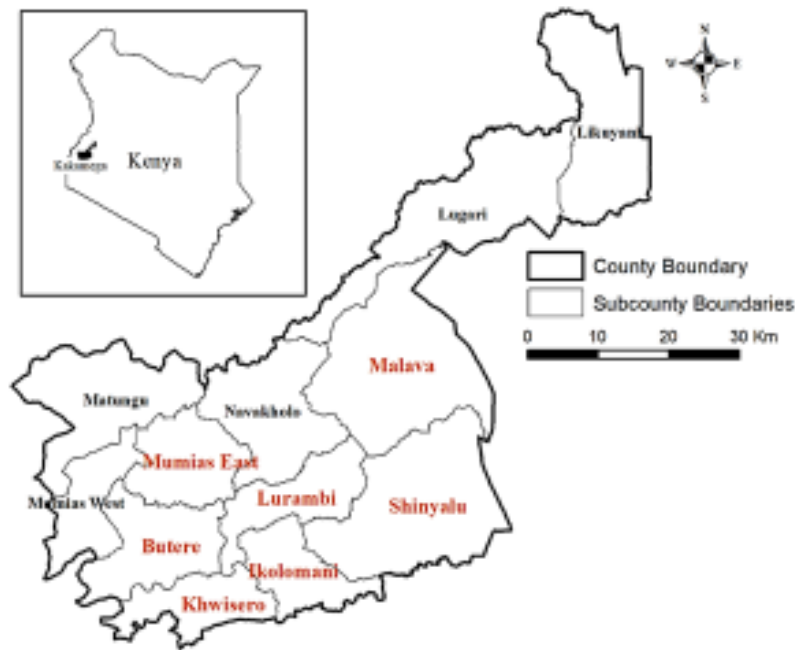 N
W E
S
Likuyani
Kakamega
Kenya
Lugari
County Boundary
Subcounty Boundaries
0 10 20 30 Km
Malava
Matungu
Navakholo
Mumias East
Mumias West
Lurambi
Shinyalu
Butere
Ikolomani
Khwisero